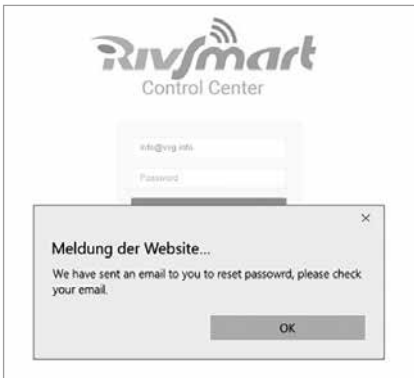 RivSmart
Control Center
info@vrg.info
Password
Meldung der Website...
We have sent an email to you to reset passowrd, please check
your email.
OK